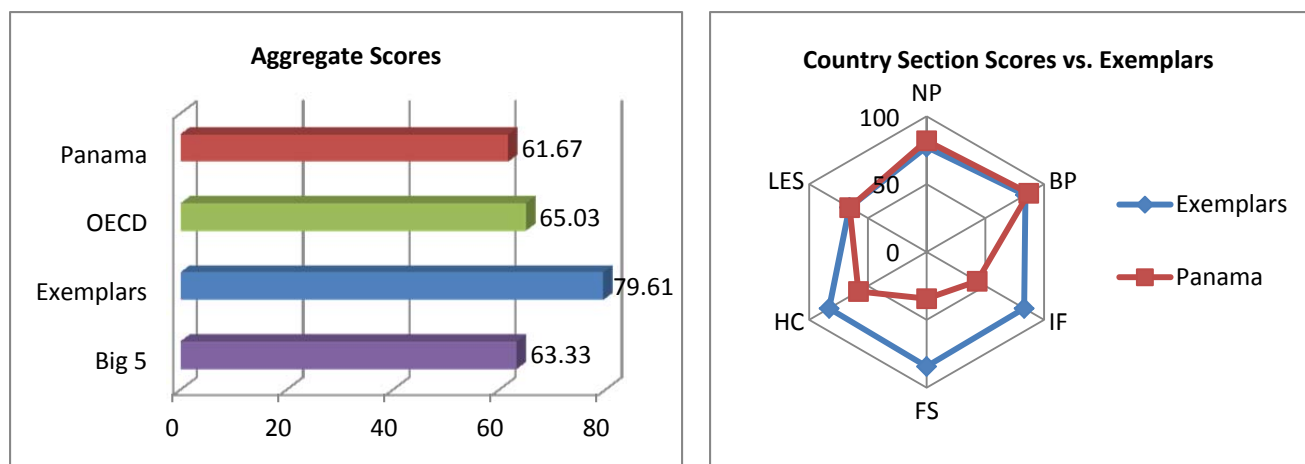 Aggregate Scores
Panama
61.67
OECD
65.03
Exemplars
79.61
Big 5
63.33
0 20 40 60 80
Country Section Scores vs. Exemplars
NP
100
LES
50
BP
0
HC
IF
FS
Exemplars
Panama